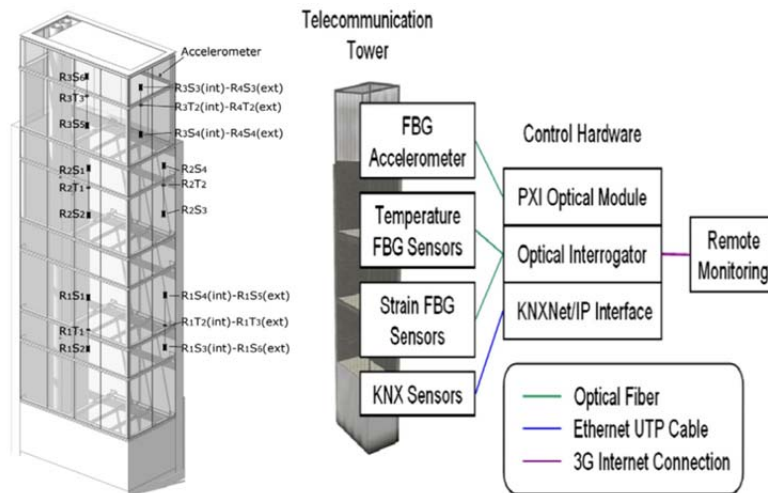 Accelerometer
R3S6
R3T3
R3S5
R3S3(int)-R4S3(ext)
R3T2(int)-R4T2(ext)
R3S4(int)-R4S4(ext)
R2S1
R2T1
R2S2
R2S4
R2T2
R2S3
R1S1
R1T1
R1S2
R1S4(int)-R1S5(ext)
R1T2(int)-R1T3(ext)
R1S3(int)-R1S6(ext)
Telecommunication
Tower
FBG
Accelerometer
Temperature
FBG Sensors
Strain FBG
Sensors
KNX Sensors
Control Hardware
PXI Optical Module
Optical Interrogator
KNXNet/IP Interface
Remote
Monitoring
Optical Fiber
Ethernet UTP Cable
3G Internet Connection